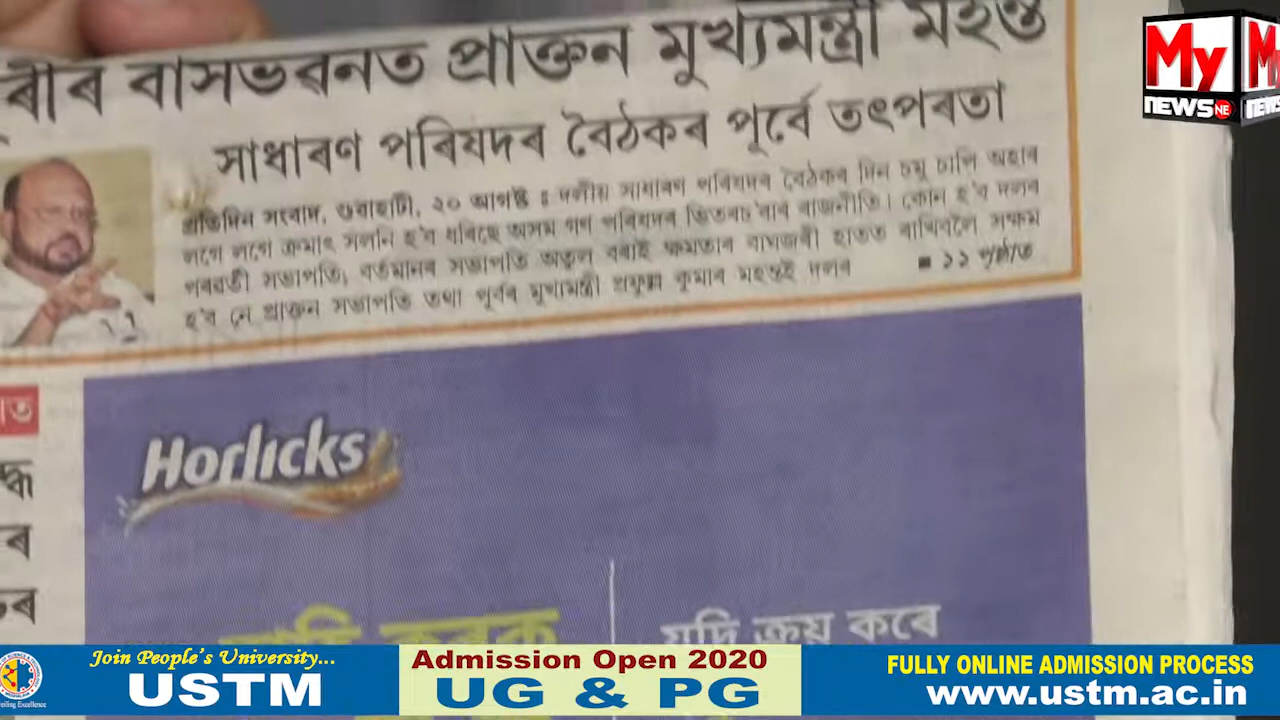 My
NEWS NE
ৰীৰ বাসভৱনত প্ৰাক্তন মুখ্যমন্ত্ৰী মহন্ত
সাধাৰণ পৰিষদৰ বৈঠকৰ পূৰ্বে তৎপৰতা
প্ৰতিদিন সংবাদ, গুৱাহাটী, ২০ আগষ্ট : দলীয় সাধাৰণ পৰিষদৰ বৈঠকৰ দিন চমু চাপি অহাৰ
লগে লগে ক্ৰমাৎ সলনি হ'ব ধৰিছে অসম গণ পৰিষদৰ ভিতৰচ'ৰাৰ ৰাজনীতি। কোন হ'ব দলৰ
পৰৱৰ্তী সভাপতি, বৰ্তমানৰ সভাপতি অতুল বৰাই ক্ষমতাৰ বাঘজৰী হাতত ৰাখিবলৈ সক্ষম
হ'ব নে প্ৰাক্তন সভাপতি তথা পূৰ্বৰ মুখ্যমন্ত্ৰী প্ৰফুল্ল কুমাৰ মহন্তই দলৰ
■ ১১ পৃষ্ঠাত
ত
দ্ধ
ৰ
Horlicks
যদি ক্ৰয় কৰে
Join People's University...
USTM
Admission Open 2020
UG & PG
FULLY ONLINE ADMISSION PROCESS
www.ustm.ac.in